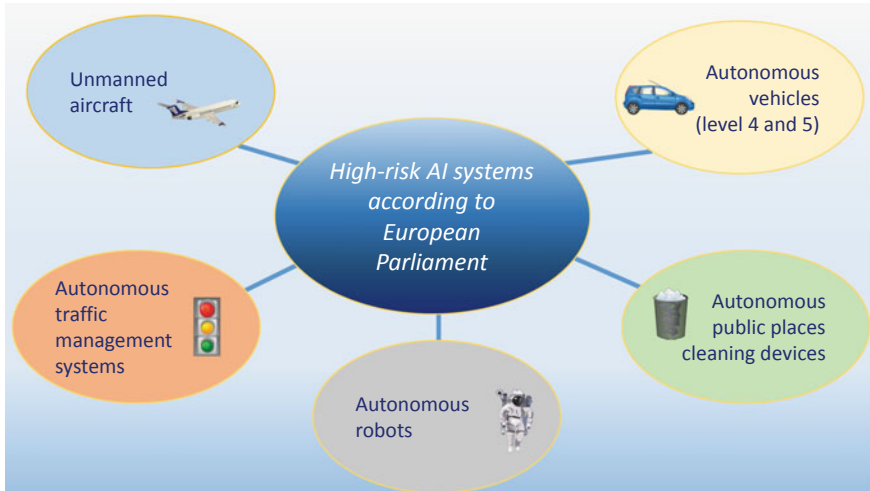 High-risk AI systems
according to
European
Parliament
Unmanned
aircraft
Autonomous
vehicles
(level 4 and 5)
Autonomous
traffic
management
systems
Autonomous
public places
cleaning devices
Autonomous
robots